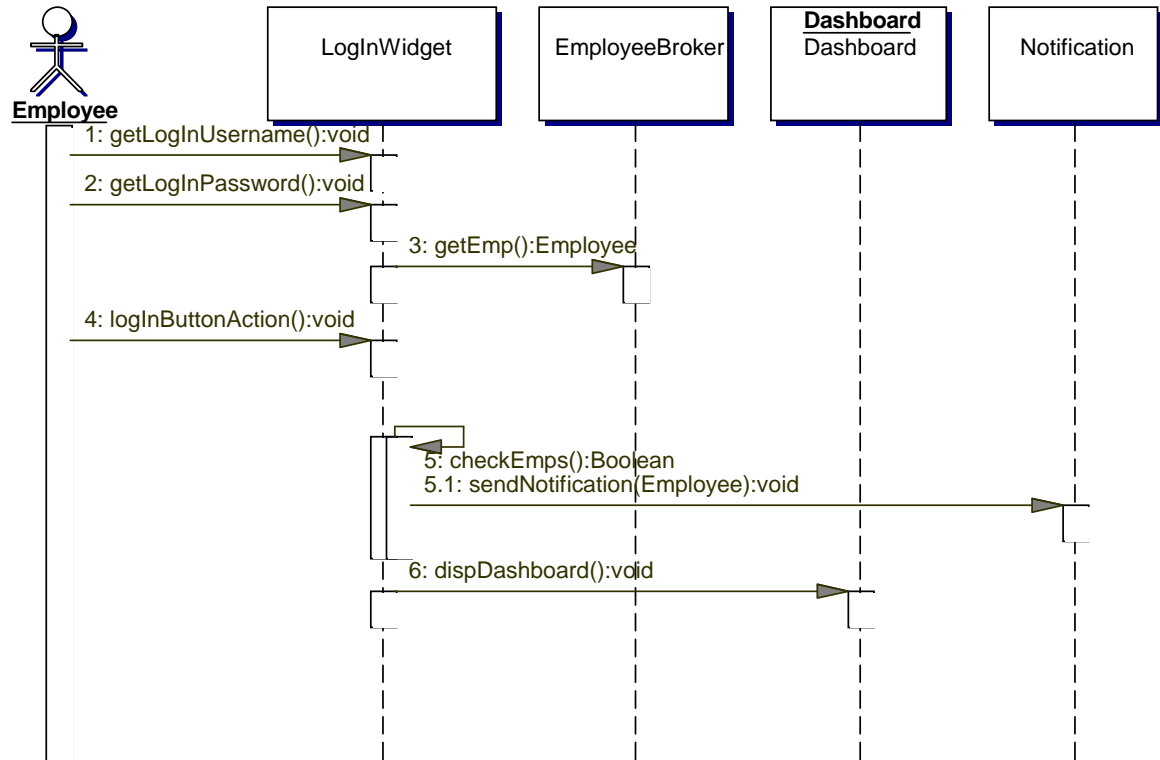 Employee
LogInWidget
EmployeeBroker
Dashboard
Dashboard
Notification
1: getLogInUsername():void
2: getLogInPassword():void
3: getEmp():Employee
4: logInButtonAction():void
5: checkEmps():Boolean
5.1: sendNotification(Employee):void
6: dispDashboard():void